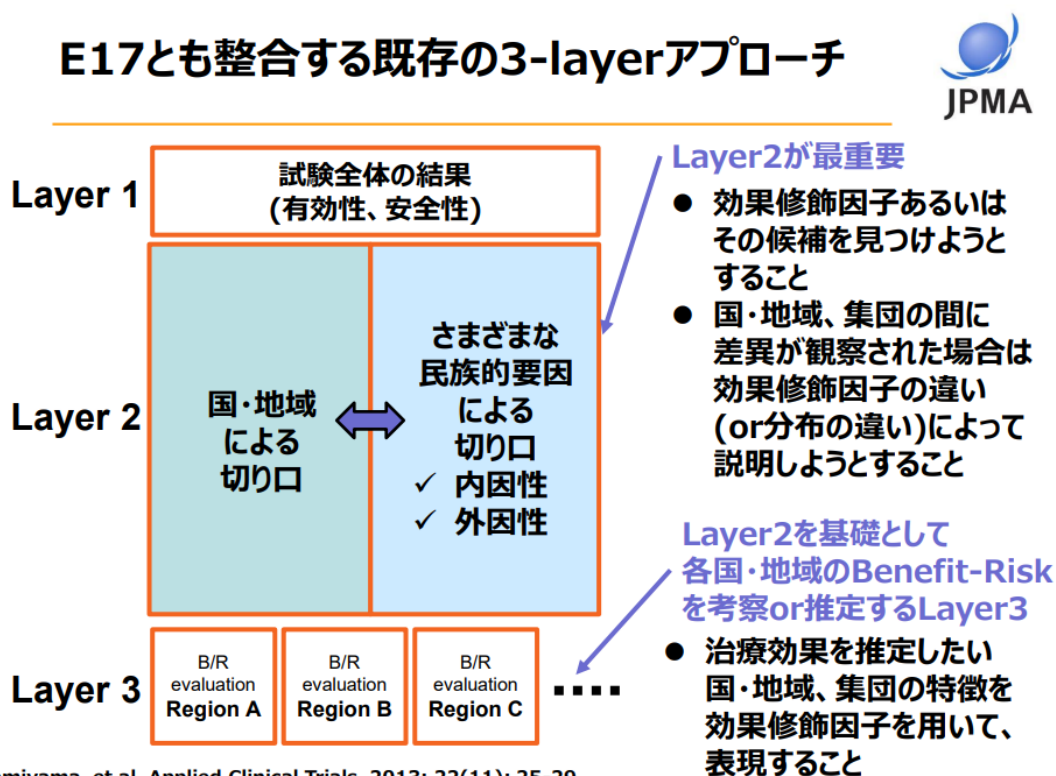 E17とも整合する既存の3-layerアプローチ
JPMA
Layer 1
試験全体の結果
(有効性、安全性)
Layer 2
国・地域
による
切り口
さまざまな
民族的要因
による
切り口
✓ 内因性
✓ 外因性
Layer 3
B/R
evaluation
Region A
B/R
evaluation
Region B
B/R
evaluation
Region C
Layer2が最重要
● 効果修飾因子あるいは
その候補を見つけようと
すること
● 国・地域、集団の間に
差異が観察された場合は
効果修飾因子の違い
(or分布の違い)によって
説明しようとすること
Layer2を基礎として
各国・地域のBenefit-Risk
を考察or推定するLayer3
● 治療効果を推定したい
国・地域、集団の特徴を
効果修飾因子を用いて、
表現すること
et al. Applied Clinical Trials. 2013; 22(11): 25-29